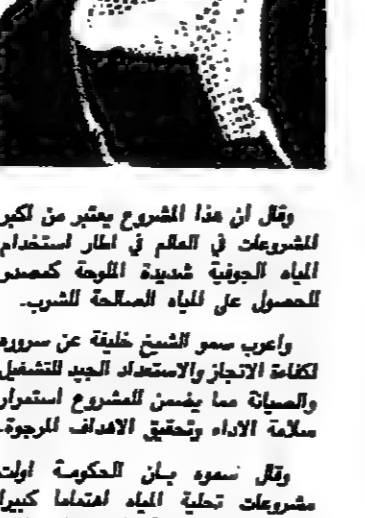 وقال ان هذا المشروع يعتبر من اكبر
المشروعات في العالم في اطار استخدام
المياه الجوفية شديدة الملوحة كمصدر
للحصول على المياه الصالحة للشرب.
واعرب سمو الشيخ خليفة عن سروره
لكفاءة الانجاز والاستعداد الجيد للتشغيل
والصيانة مما يضمن للمشروع استمرار
سلامة الاداء وتحقيق الاهداف المرجوة.
وقال سموه بان الحكومة اولت
مشروعات تحلية المياه اهتماما كبيرا